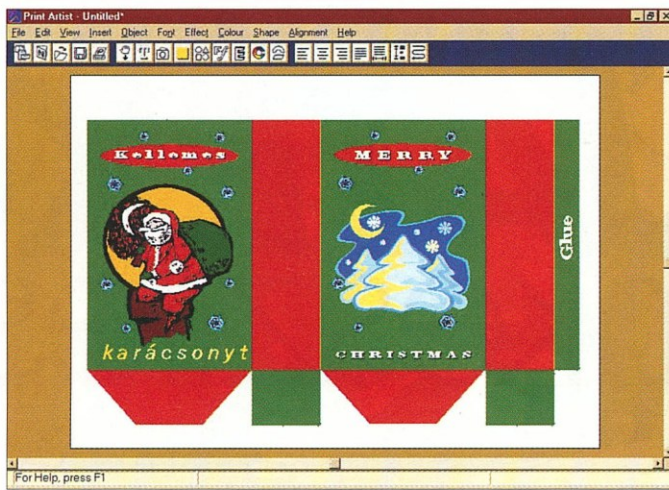 Print Artist - Untitled*
File Edit View Insert Object Font Effect Colour Shape Alignment Help
Kellemes
karácsonyt
MERRY
CHRISTMAS
Glue
For Help, press F1